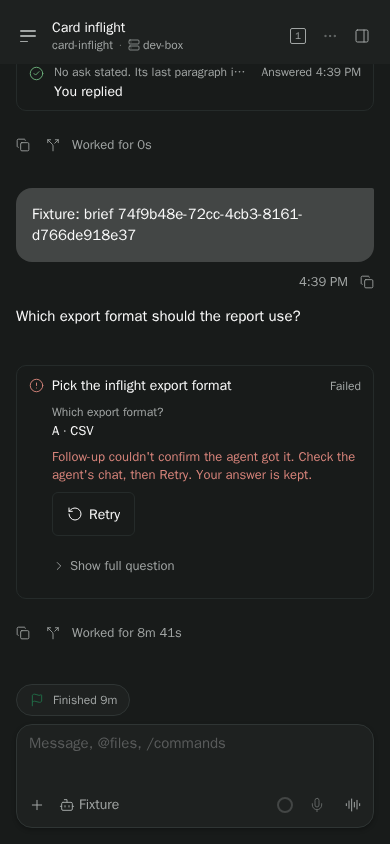 Card inflight
card-inflight · dev-box
1
No ask stated. Its last paragraph i··· Answered 4:39 PM
You replied
Worked for 0s
Fixture: brief 74f9b48e-72cc-4cb3-8161-
d766de918e37
4:39 PM
Which export format should the report use?
Pick the inflight export format Failed
Which export format?
A · CSV
Follow-up couldn't confirm the agent got it. Check the
agent's chat, then Retry. Your answer is kept.
Retry
Show full question
Worked for 8m 41s
Finished 9m
Message, @files, /commands
Fixture